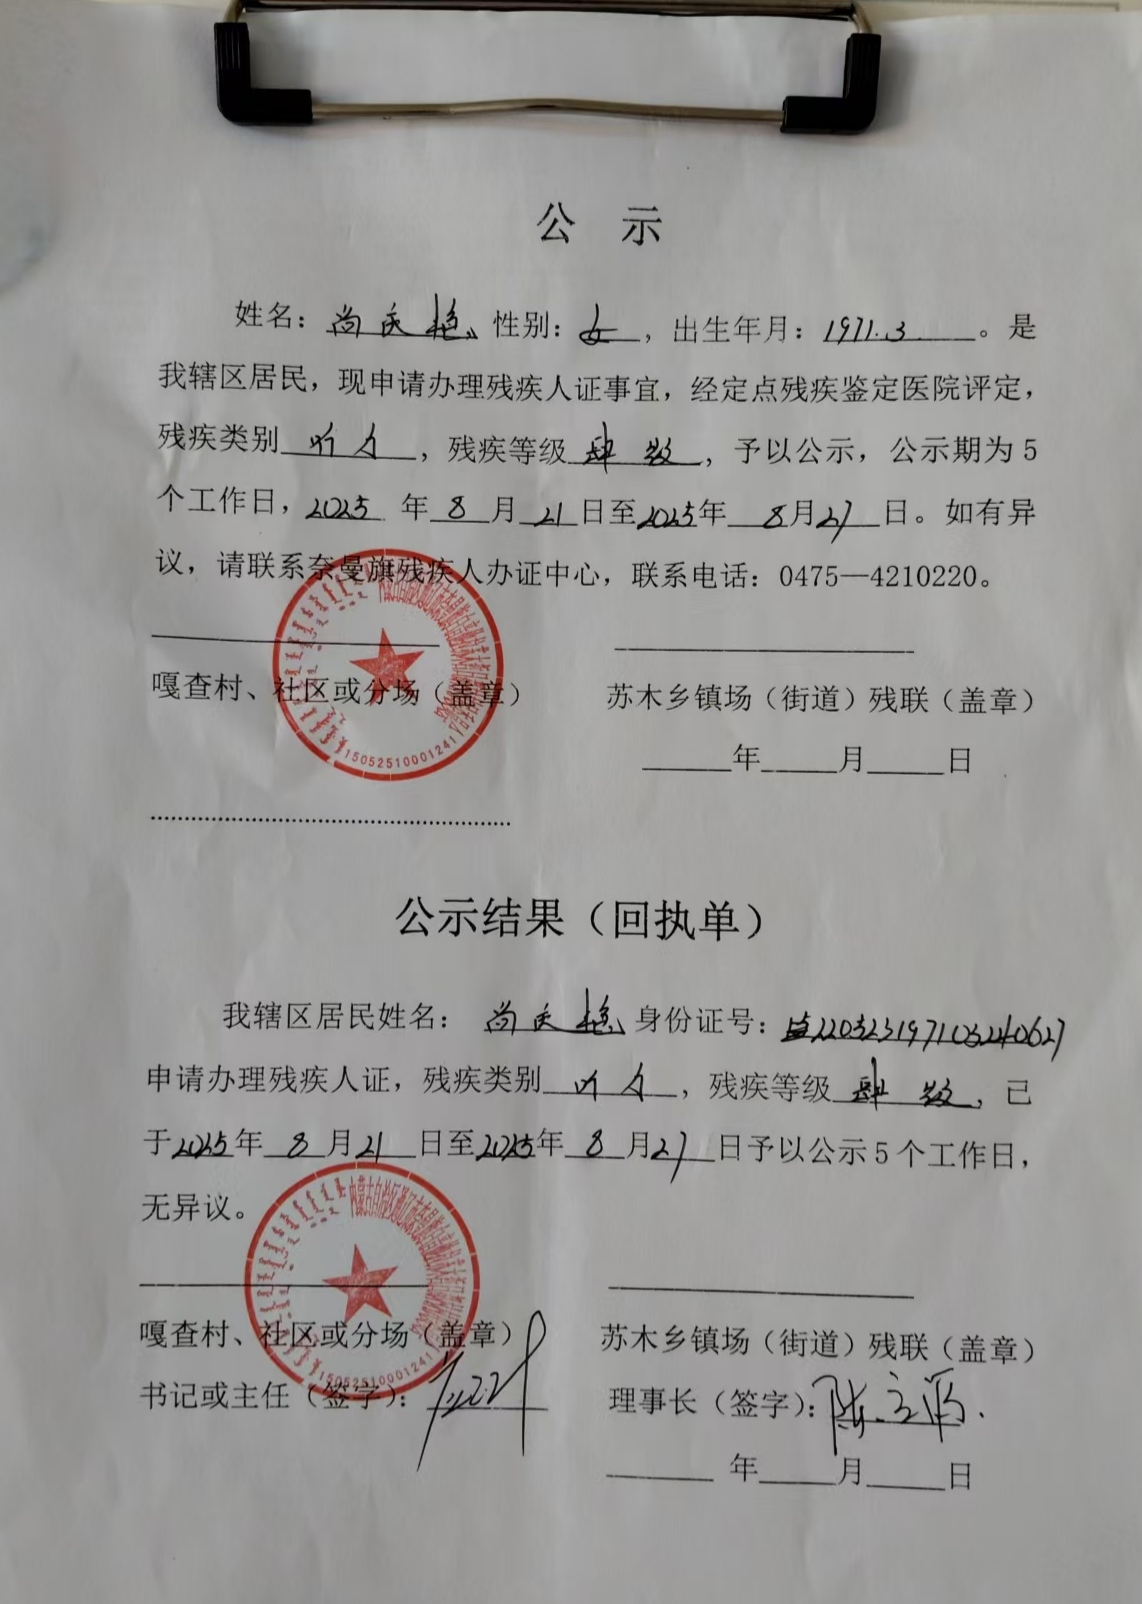 公 示
姓名：尚庆艳 性别：女，出生年月：1971.3。是
我辖区居民，现申请办理残疾人证事宜，经定点残疾鉴定医院评定，
残疾类别 听力，残疾等级 肆级，予以公示，公示期为 5
个工作日，2025 年 8 月 21 日至 2025 年 8 月 27 日。如有异
议，请联系奈曼旗残疾人办证中心，联系电话：0475—4210220。
嘎查村、社区或分场（盖章） 苏木乡镇场（街道）残联（盖章）
15052510001241
年 月 日
公示结果（回执单）
我辖区居民姓名：尚庆艳 身份证号：
申请办理残疾人证，残疾类别 听力，残疾等级 肆级，已
于 2025 年 8 月 21 日至 2025 年 8 月 27 日予以公示 5 个工作日，
无异议。
嘎查村、社区或分场（盖章） 苏木乡镇场（街道）残联（盖章）
15052510001241
书记或主任（签字）： 理事长（签字）：
年 月 日